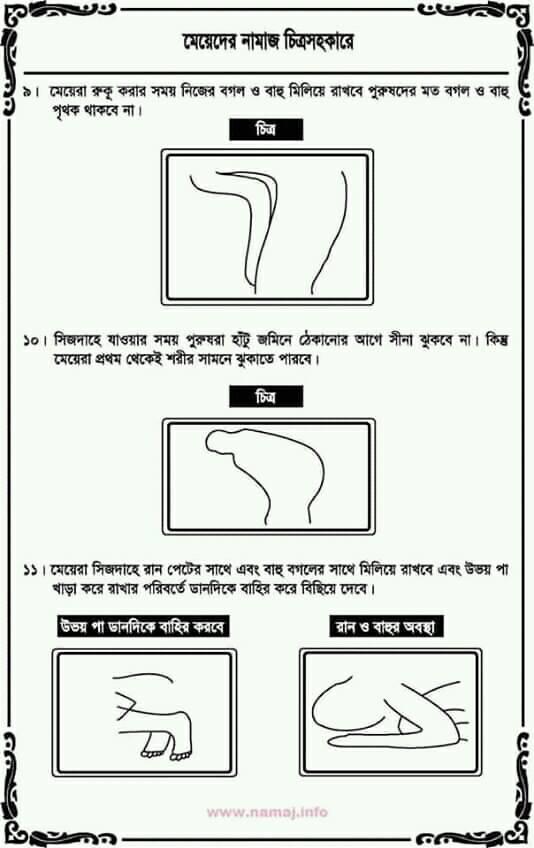 মেয়েদের নামাজ চিত্রসহকারে
৯। মেয়েরা রুকূ করার সময় নিজের বগল ও বাহু মিলিয়ে রাখবে পুরুষদের মত বগল ও বাহু
পৃথক থাকবে না।
চিত্র
১০। সিজদাহে যাওয়ার সময় পুরুষরা হাঁটু জমিনে ঠেকানোর আগে সীনা ঝুকবে না। কিন্তু
মেয়েরা প্রথম থেকেই শরীর সামনে ঝুকাতে পারবে।
চিত্র
১১। মেয়েরা সিজদাহে রান পেটের সাথে এবং বাহু বগলের সাথে মিলিয়ে রাখবে এবং উভয় পা
খাড়া করে রাখার পরিবর্তে ডানদিকে বাহির করে বিছিয়ে দেবে।
উভয় পা ডানদিকে বাহির করবে
রান ও বাহুর অবস্থা
www.namaj.info